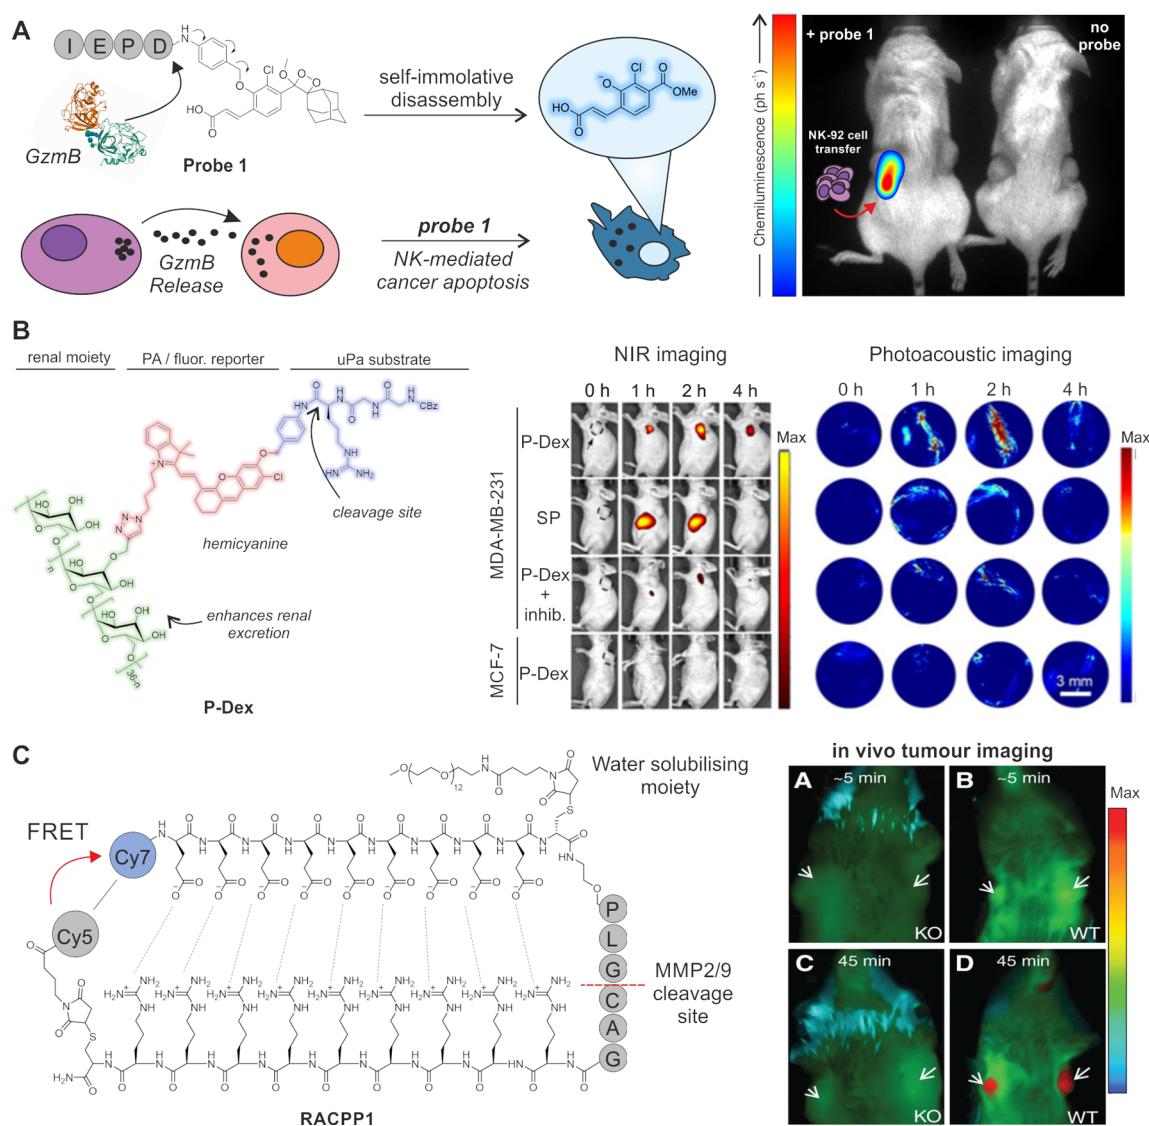 A
I E P D
H
N
O
Cl
O
O
O
O
HO
O
GzmB
Probe 1
self-immolative
disassembly
O⁻
Cl
O
OMe
HO
O
Chemiluminescence (ph s⁻¹)
+ probe 1
no
probe
NK-92 cell
transfer
GzmB
Release
probe 1
NK-mediated
cancer apoptosis
B
renal moiety
PA / fluor. reporter
uPa substrate
CBz
cleavage site
hemicyanine
enhances renal
excretion
n
36-n
P-Dex
NIR imaging
0 h 1 h 2 h 4 h
MDA-MB-231
P-Dex
SP
P-Dex
+
inhib.
MCF-7
P-Dex
Max
Photoacoustic imaging
0 h 1 h 2 h 4 h
Max
3 mm
C
Water solubilising
moiety
12
FRET
Cy7
Cy5
P
L
G
C
A
G
MMP2/9
cleavage
site
RACPP1
in vivo tumour imaging
A ~5 min KO
B ~5 min WT
C 45 min KO
D 45 min WT
Max